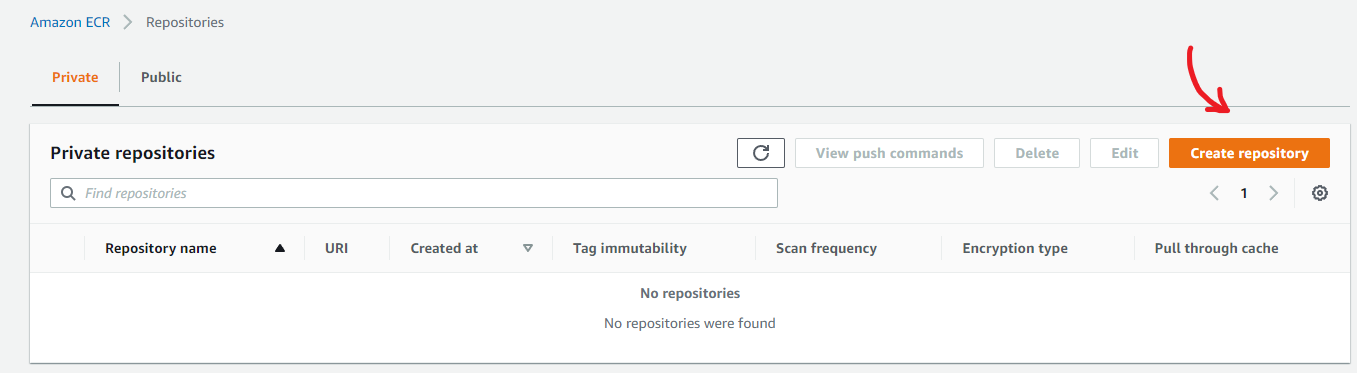 Amazon ECR > Repositories
Private Public
Private repositories View push commands Delete Edit Create repository
Find repositories 1
Repository name URI Created at Tag immutability Scan frequency Encryption type Pull through cache
No repositories
No repositories were found